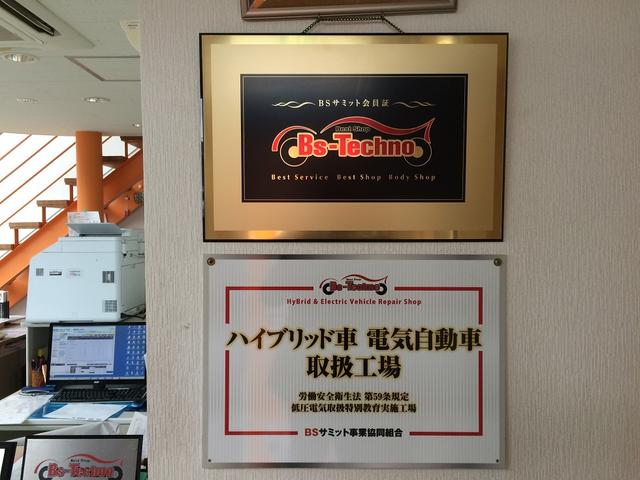 BSサミット会員証
Best Shop
Bs-Techno
Best Service Best Shop Body Shop
Best Shop
Bs-Techno
HyBrid & Electric Vehicle Repair Shop
ハイブリッド車 電気自動車
取扱工場
労働安全衛生法 第59条規定
低圧電気取扱特別教育実施工場
BSサミット事業協同組合
Best Shop
Bs-Techno